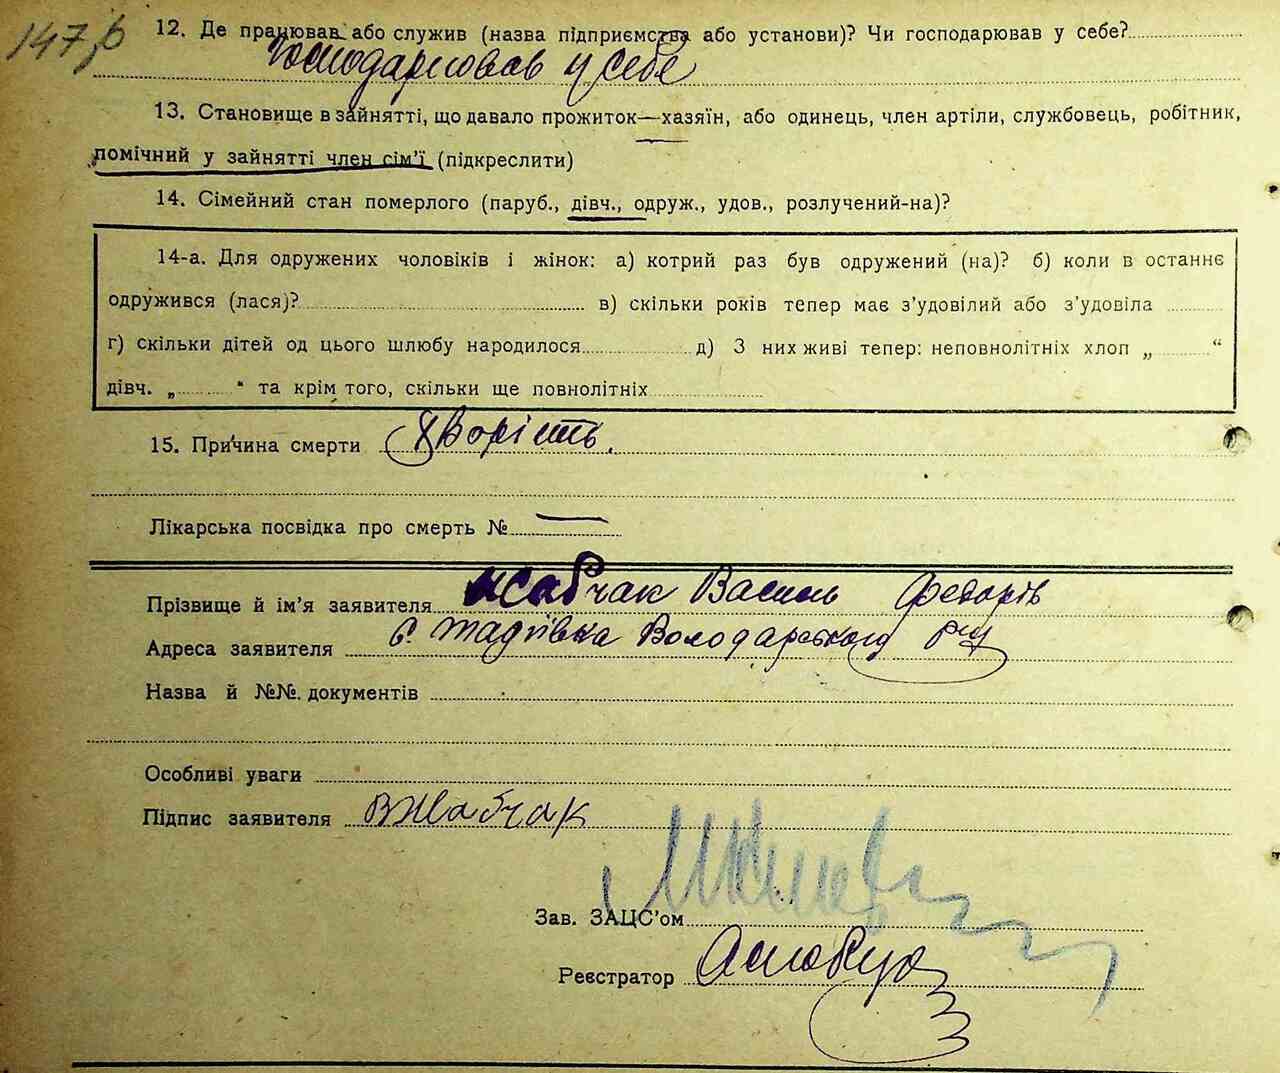 147,б
12. Де працював або служив (назва підприємства або установи)? Чи господарював у себе?
Господарював у себе
13. Становище в зайнятті, що давало прожиток—хазяїн, або одинець, член артіли, службовець, робітник,
помічний у зайнятті член сім'ї (підкреслити)
14. Сімейний стан померлого (паруб., дівч., одруж., удов., розлучений-на)?
14-а. Для одружених чоловіків і жінок: а) котрий раз був одружений (на)? б) коли в останнє
одружився (лася)? в) скільки років тепер має з'удовілий або з'удовіла
г) скільки дітей од цього шлюбу народилося д) З них живі тепер: неповнолітніх хлоп „ “
дівч. „ “ та крім того, скільки ще повнолітніх
15. Причина смерти Хворість.
Лікарська посвідка про смерть № —
Прізвище й ім'я заявителя Жабчак Василь Федорів
Адреса заявителя с. Тадіївка Володарського р-ну
Назва й №№. документів
Особливі уваги
Підпис заявителя ВЖабчак
Зав. ЗАЦС'ом
Реєстратор